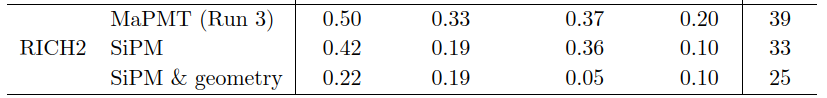 MaPMT (Run 3) 0.50 0.33 0.37 0.20 39
RICH2 SiPM 0.42 0.19 0.36 0.10 33
SiPM & geometry 0.22 0.19 0.05 0.10 25